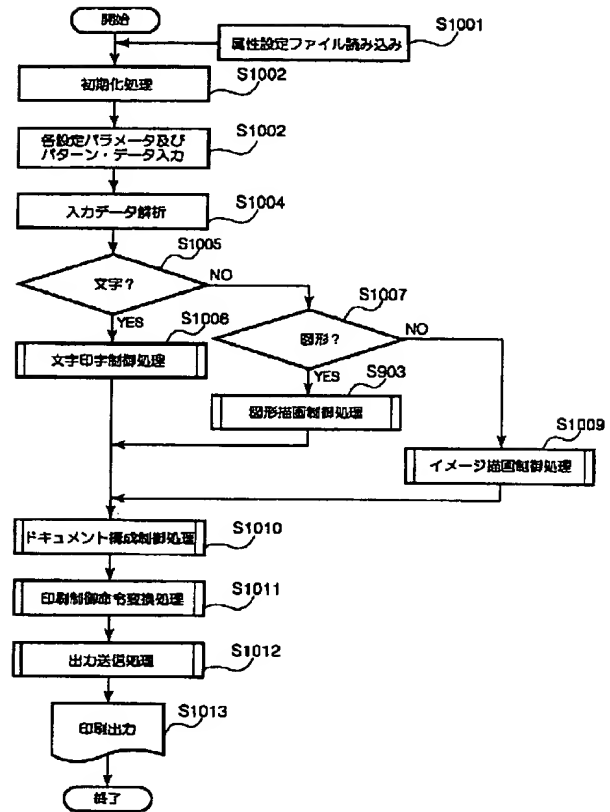 開始
属性設定ファイル読み込み
S1001
初期化処理
S1002
各設定パラメータ及び
パターン・データ入力
S1002
入力データ解析
S1004
文字?
S1005
NO
YES
文字印字制御処理
S1006
図形?
S1007
NO
YES
図形描画制御処理
S903
イメージ描画制御処理
S1009
ドキュメント構成制御処理
S1010
印刷制御命令変換処理
S1011
出力送信処理
S1012
印刷出力
S1013
終了